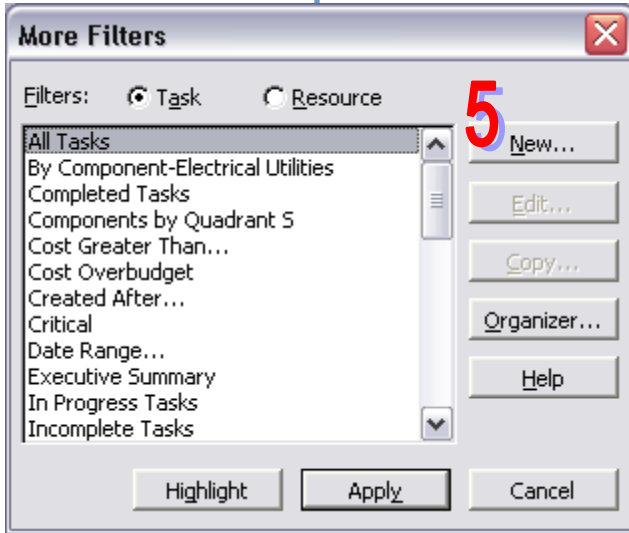 More Filters
Filters: Task Resource
5
All Tasks
New...
By Component-Electrical Utilities
Completed Tasks
Edit...
Components by Quadrant S
Cost Greater Than...
Copy...
Cost Overbudget
Created After...
Critical
Organizer...
Date Range...
Executive Summary
Help
In Progress Tasks
Incomplete Tasks
Highlight Apply Cancel